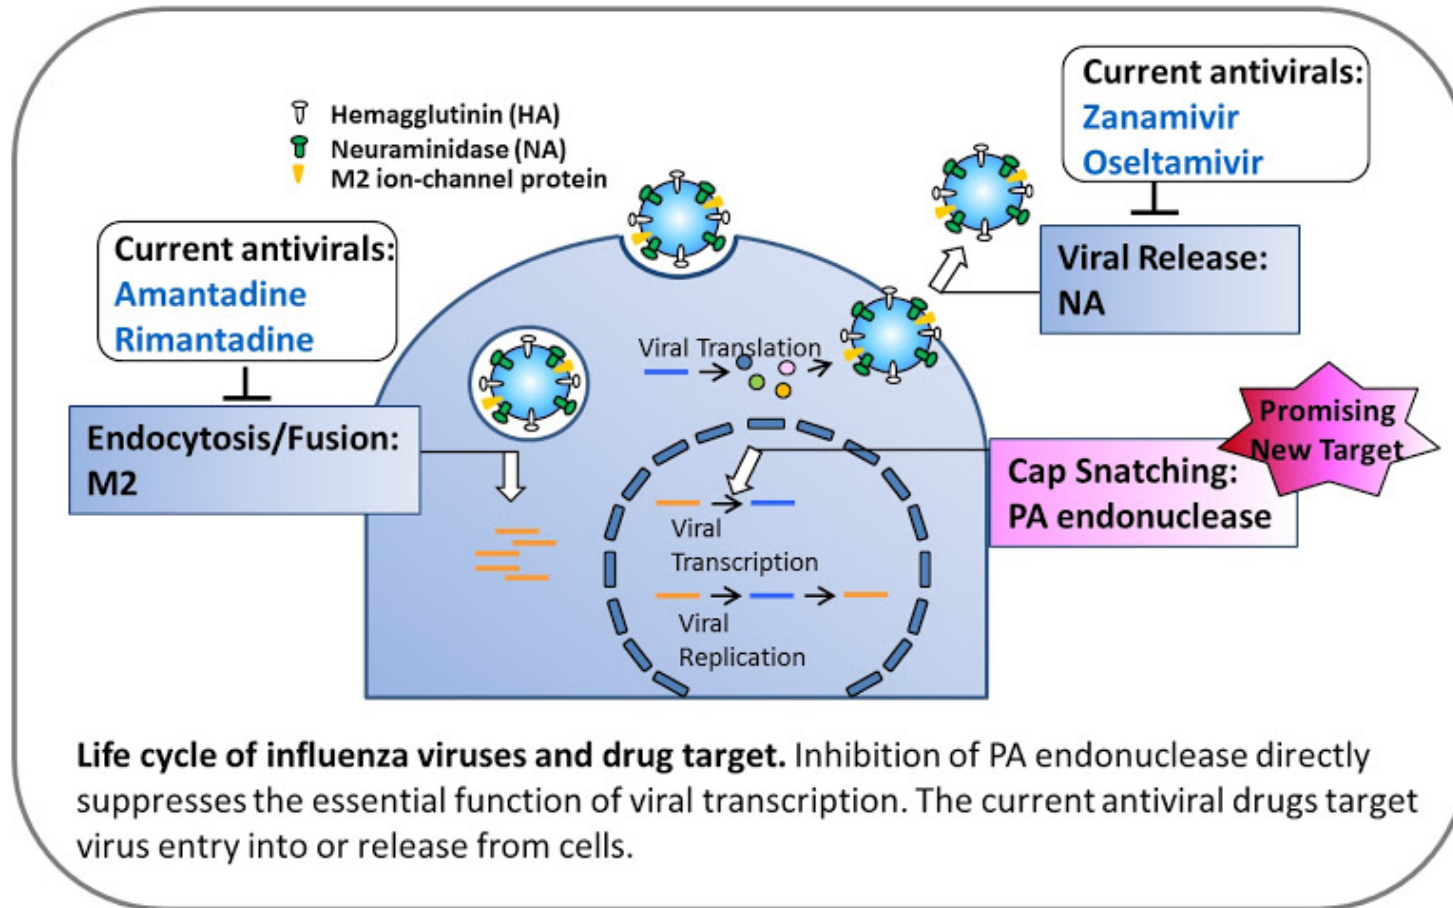 Hemagglutinin (HA)
Neuraminidase (NA)
M2 ion-channel protein
Current antivirals:
Zanamivir
Oseltamivir
Current antivirals:
Amantadine
Rimantadine
Viral Release:
NA
Viral Translation
Endocytosis/Fusion:
M2
Promising
New Target
Cap Snatching:
PA endonuclease
Viral
Transcription
Viral
Replication
Life cycle of influenza viruses and drug target. Inhibition of PA endonuclease directly
suppresses the essential function of viral transcription. The current antiviral drugs target
virus entry into or release from cells.